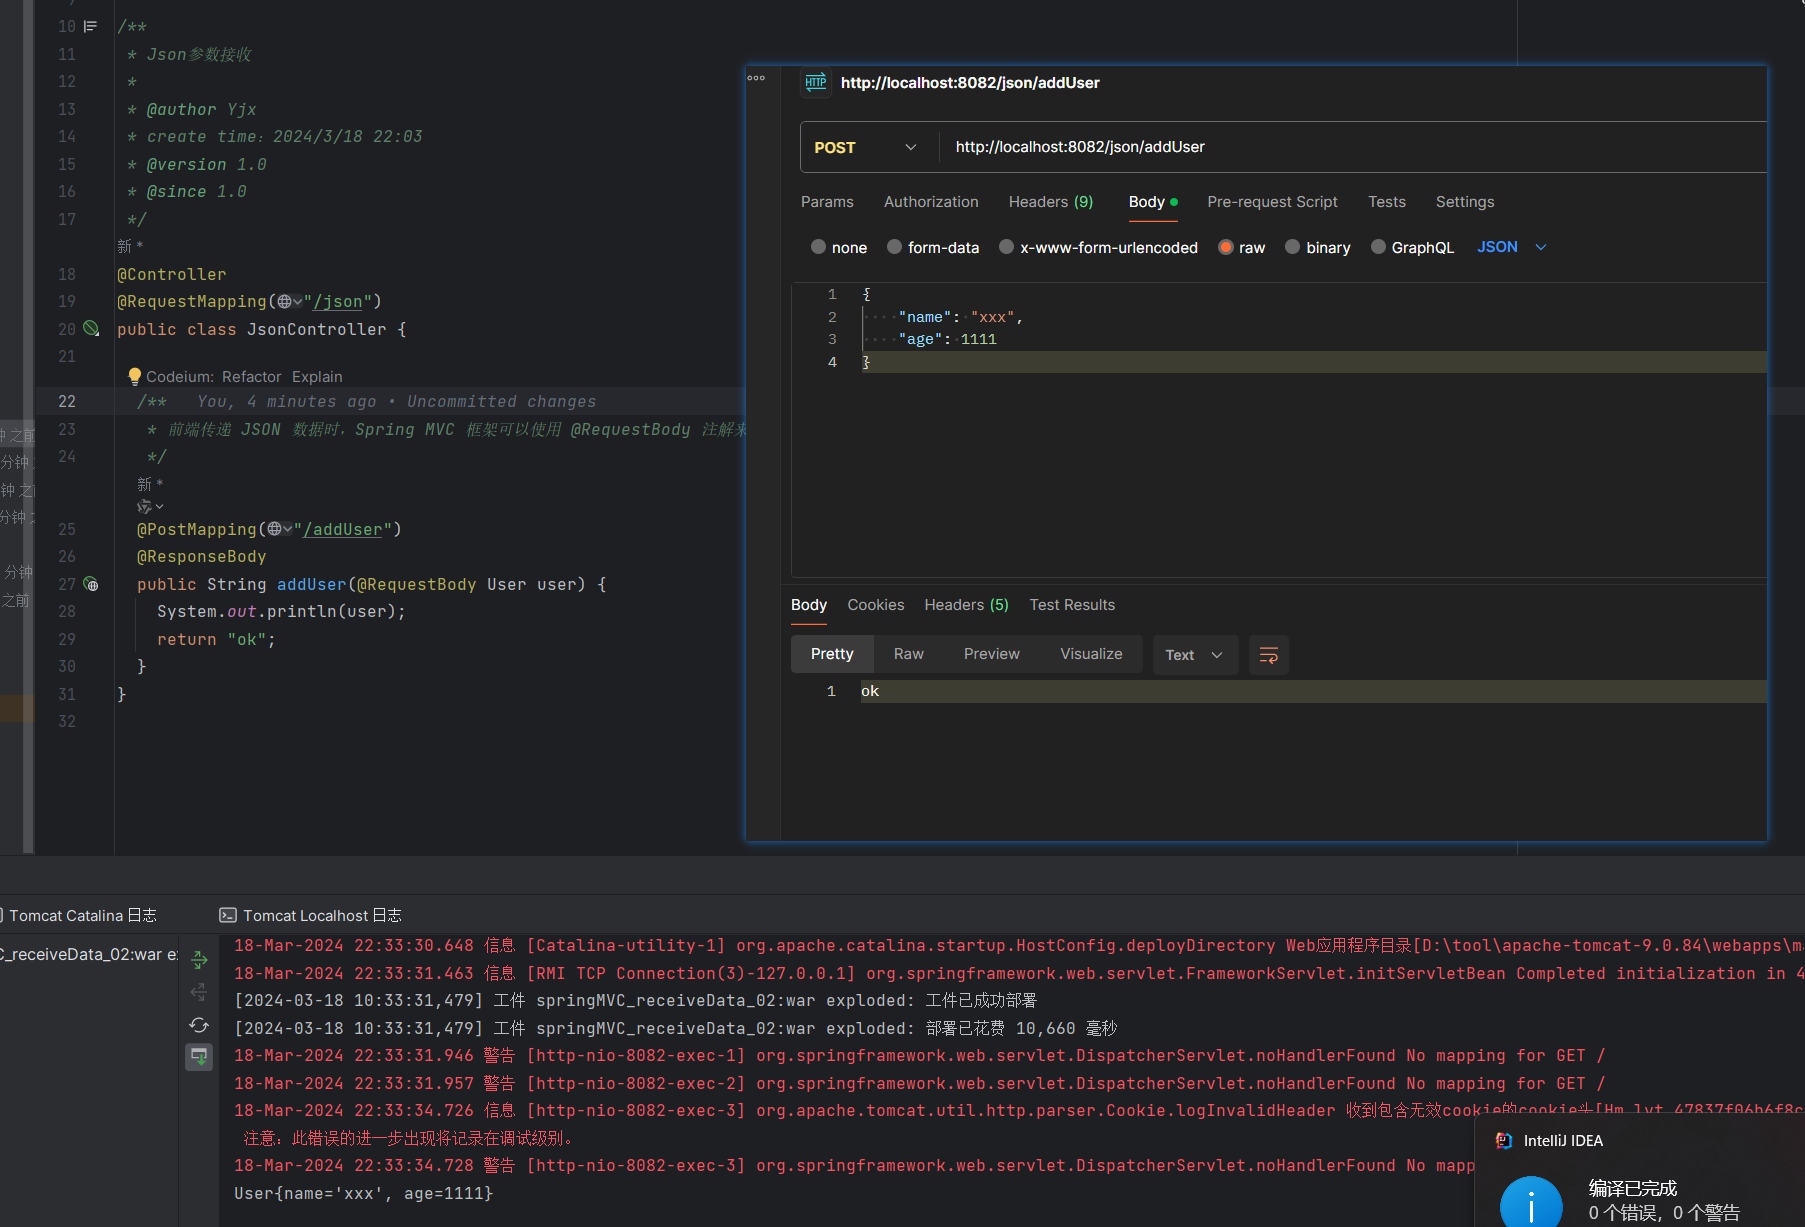 10 /**
11 * Json参数接收
12 *
13 * @author Yjx
14 * create time：2024/3/18 22:03
15 * @version 1.0
16 * @since 1.0
17 */
新 *
18 @Controller
19 @RequestMapping("/json")
20 public class JsonController {
21
Codeium: Refactor Explain
22 /** You, 4 minutes ago • Uncommitted changes
23 * 前端传递 JSON 数据时，Spring MVC 框架可以使用 @RequestBody 注解来
24 */
新 *
25 @PostMapping("/addUser")
26 @ResponseBody
27 public String addUser(@RequestBody User user) {
28 System.out.println(user);
29 return "ok";
30 }
31 }
32
钟 之前
分钟
钟 之前
分钟
分钟
之前
HTTP http://localhost:8082/json/addUser
POST http://localhost:8082/json/addUser
Params Authorization Headers (9) Body Pre-request Script Tests Settings
none form-data x-www-form-urlencoded raw binary GraphQL JSON
1 {
2 "name": "xxx",
3 "age": 1111
4 }
Body Cookies Headers (5) Test Results
Pretty Raw Preview Visualize Text
1 ok
Tomcat Catalina 日志 Tomcat Localhost 日志
C_receiveData_02:war e
18-Mar-2024 22:33:30.648 信息 [Catalina-utility-1] org.apache.catalina.startup.HostConfig.deployDirectory Web应用程序目录[D:\tool\apache-tomcat-9.0.84\webapps\ma
18-Mar-2024 22:33:31.463 信息 [RMI TCP Connection(3)-127.0.0.1] org.springframework.web.servlet.FrameworkServlet.initServletBean Completed initialization in 4
[2024-03-18 10:33:31,479] 工件 springMVC_receiveData_02:war exploded: 工件已成功部署
[2024-03-18 10:33:31,479] 工件 springMVC_receiveData_02:war exploded: 部署已花费 10,660 毫秒
18-Mar-2024 22:33:31.946 警告 [http-nio-8082-exec-1] org.springframework.web.servlet.DispatcherServlet.noHandlerFound No mapping for GET /
18-Mar-2024 22:33:31.957 警告 [http-nio-8082-exec-2] org.springframework.web.servlet.DispatcherServlet.noHandlerFound No mapping for GET /
18-Mar-2024 22:33:34.726 信息 [http-nio-8082-exec-3] org.apache.tomcat.util.http.parser.Cookie.logInvalidHeader 收到包含无效cookie的cookie头[Hm_lvt_47837f06b6f8c
注意：此错误的进一步出现将记录在调试级别。
18-Mar-2024 22:33:34.728 警告 [http-nio-8082-exec-3] org.springframework.web.servlet.DispatcherServlet.noHandlerFound No mapp
User{name='xxx', age=1111}
IntelliJ IDEA
编译已完成
0 个错误，0 个警告